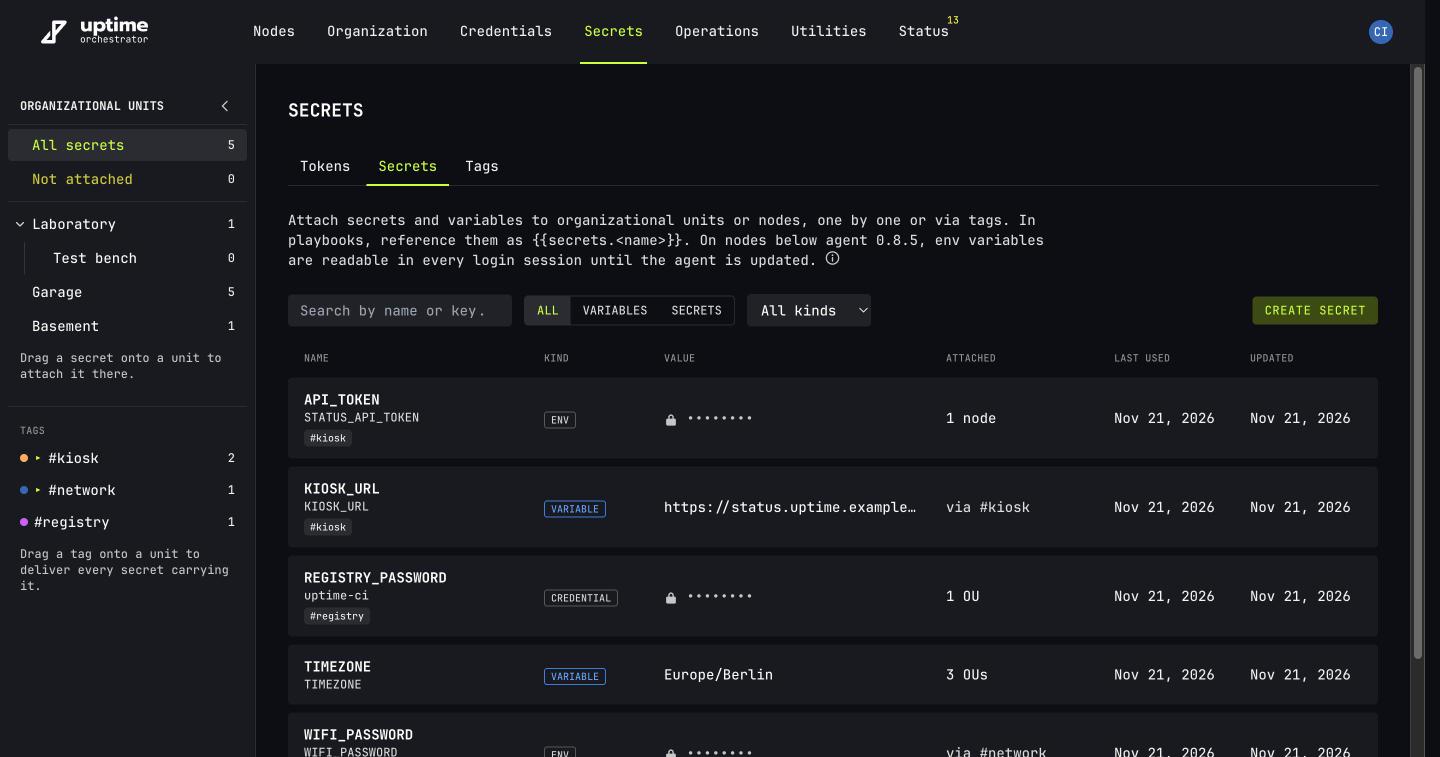 uptime
orchestrator
Nodes
Organization
Credentials
Secrets
Operations
Utilities
Status
13
CI
ORGANIZATIONAL UNITS
All secrets 5
Not attached 0
Laboratory 1
Test bench 0
Garage 5
Basement 1
Drag a secret onto a unit to
attach it there.
TAGS
#kiosk 2
#network 1
#registry 1
Drag a tag onto a unit to
deliver every secret carrying
it.
SECRETS
Tokens Secrets Tags
Attach secrets and variables to organizational units or nodes, one by one or via tags. In
playbooks, reference them as {{secrets.<name>}}. On nodes below agent 0.8.5, env variables
are readable in every login session until the agent is updated.
Search by name or key.
ALL VARIABLES SECRETS
All kinds
CREATE SECRET
NAME KIND VALUE ATTACHED LAST USED UPDATED
API_TOKEN
STATUS_API_TOKEN
#kiosk
ENV
••••••••
1 node
Nov 21, 2026
Nov 21, 2026
KIOSK_URL
KIOSK_URL
#kiosk
VARIABLE
https://status.uptime.example…
via #kiosk
Nov 21, 2026
Nov 21, 2026
REGISTRY_PASSWORD
uptime-ci
#registry
CREDENTIAL
••••••••
1 OU
Nov 21, 2026
Nov 21, 2026
TIMEZONE
TIMEZONE
VARIABLE
Europe/Berlin
3 OUs
Nov 21, 2026
Nov 21, 2026
WIFI_PASSWORD
WIFI_PASSWORD
ENV
••••••••
via #network
Nov 21, 2026
Nov 21, 2026